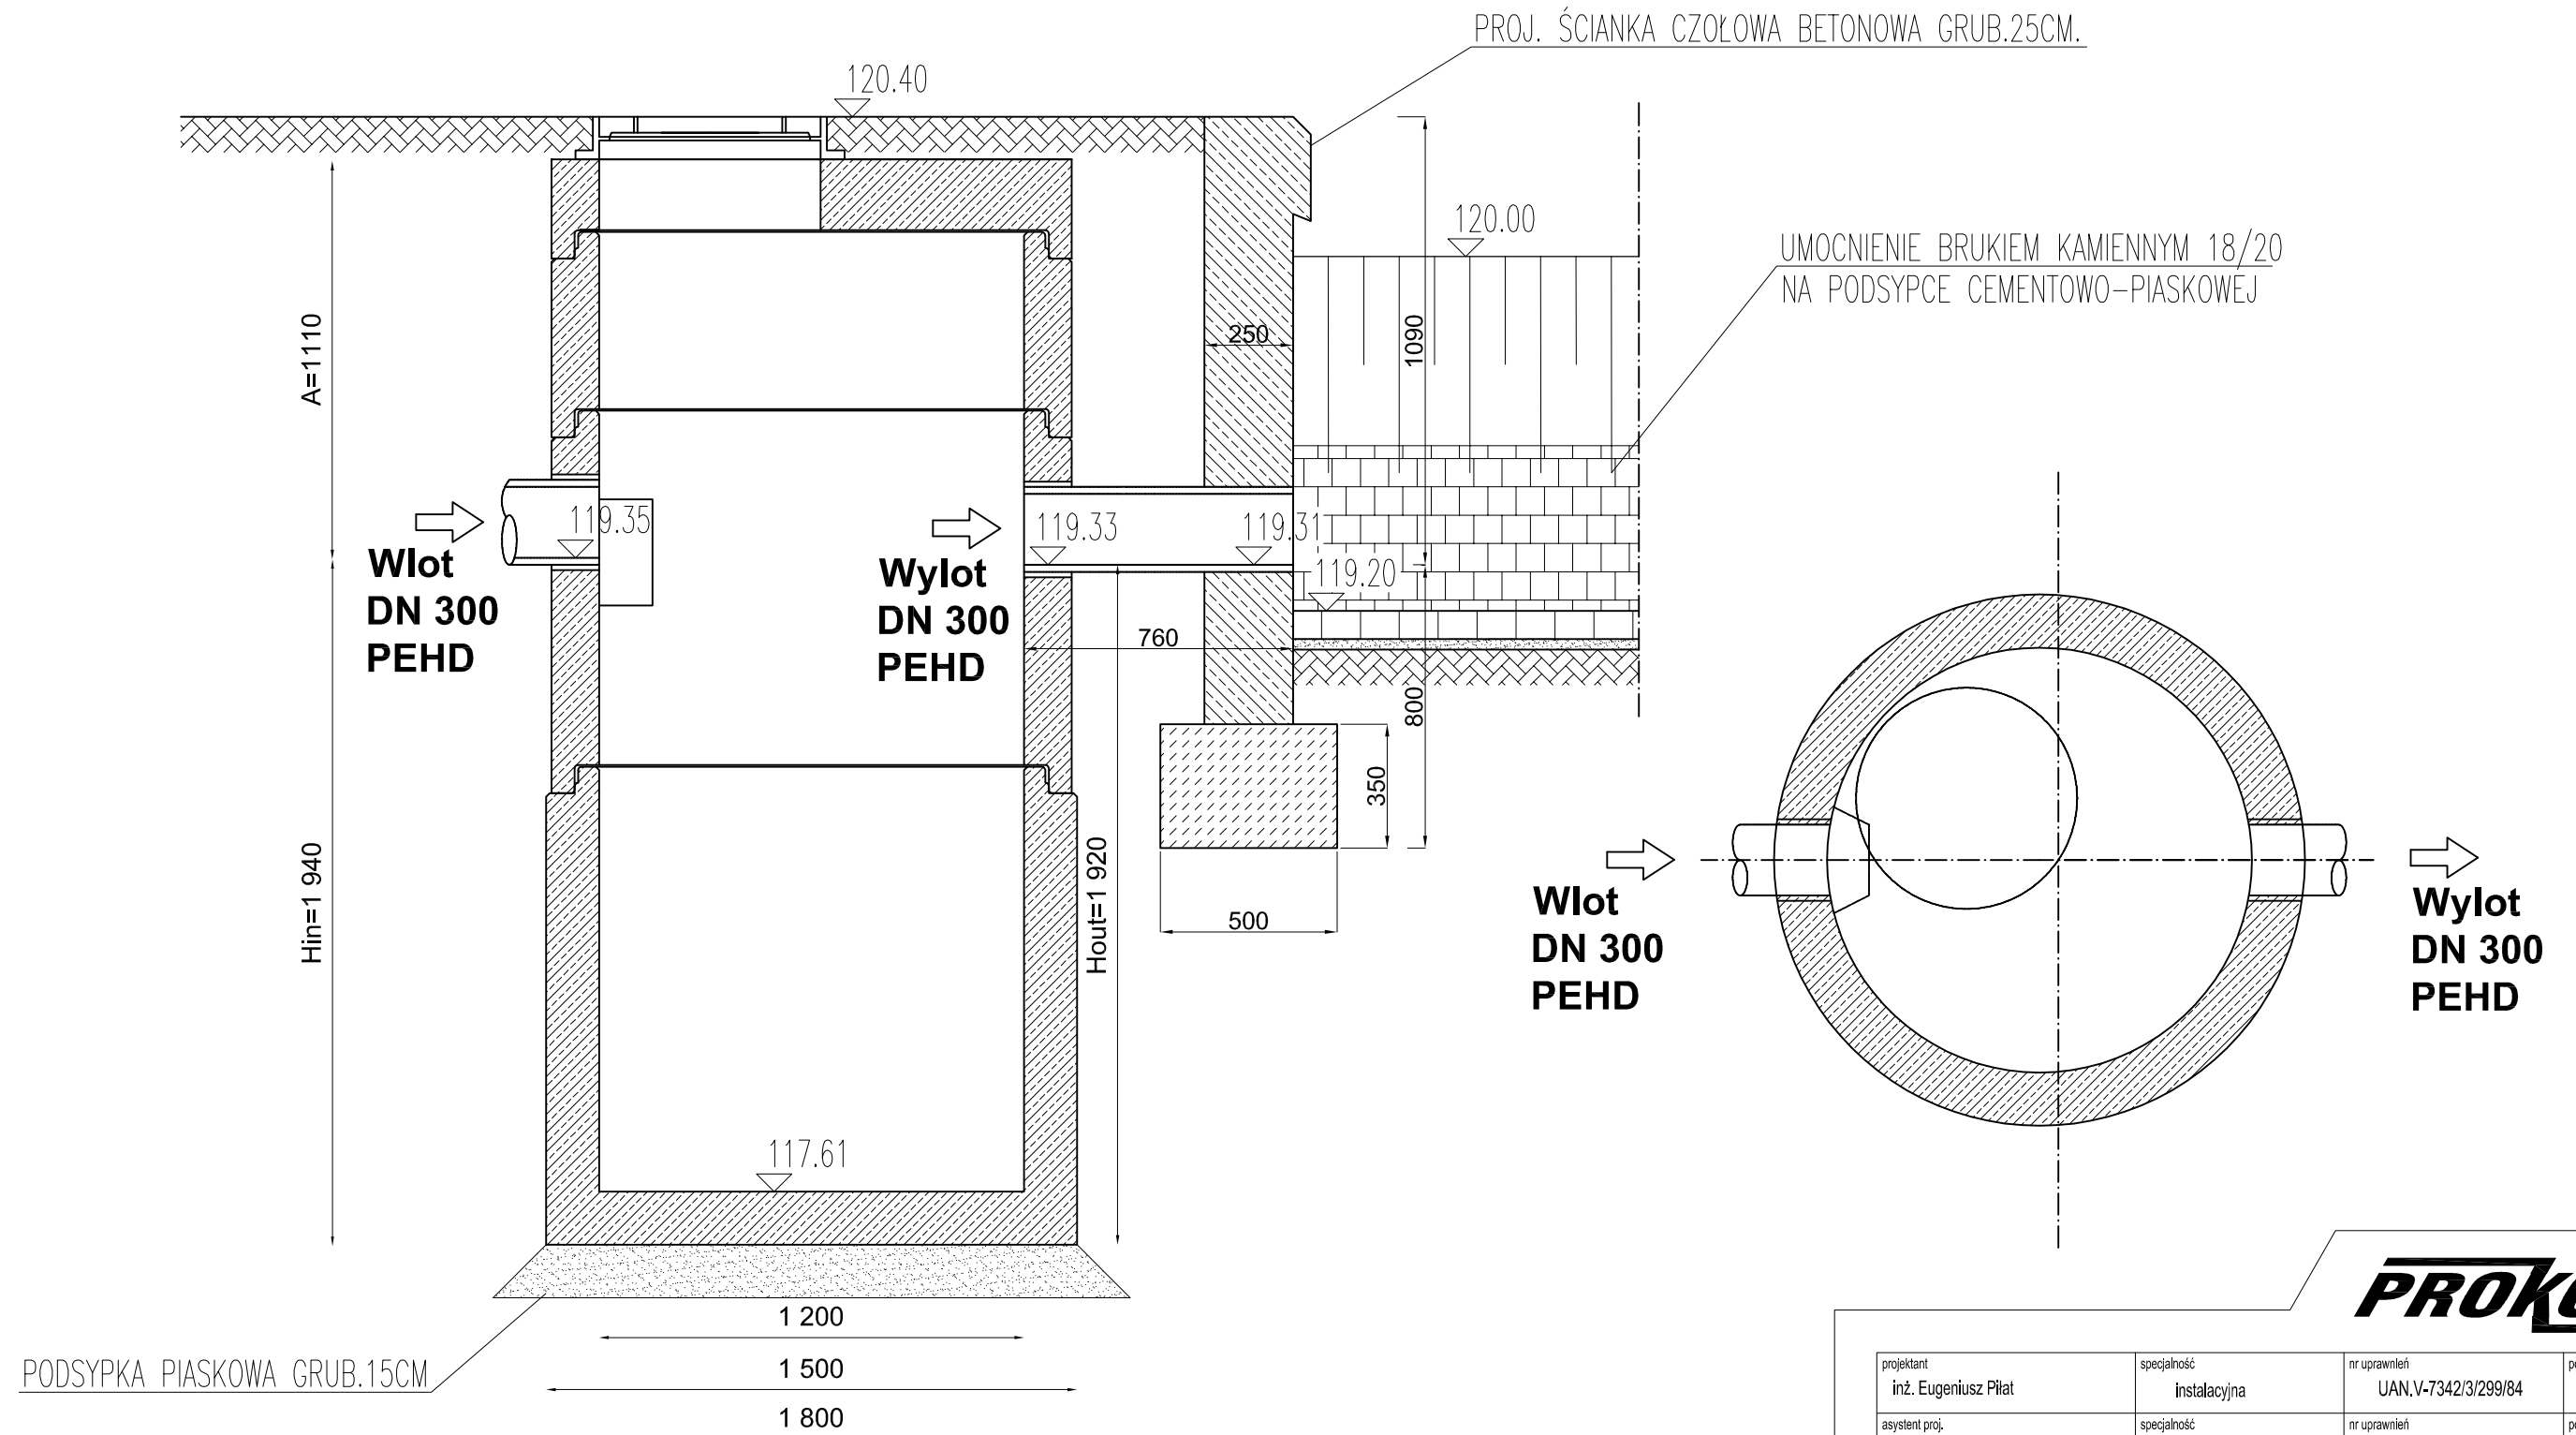 PROJ. ŚCIANKA CZOŁOWA BETONOWA GRUB.25CM.
120.40
120.00
UMOCNIENIE BRUKIEM KAMIENNYM 18/20
NA PODSYPCE CEMENTOWO-PIASKOWEJ
A=1110
250
1090
119.35
119.33
119.31
119.20
Wlot
DN 300
PEHD
Wylot
DN 300
PEHD
760
800
350
500
Hin=1 940
Hout=1 920
Wlot
DN 300
PEHD
Wylot
DN 300
PEHD
117.61
1 200
1 500
1 800
PODSYPKA PIASKOWA GRUB.15CM
projektant
specjalność
nr uprawnień
inż. Eugeniusz Piłat
instalacyjna
UAN.V-7342/3/299/84
asystent proj.
specjalność
nr uprawnień